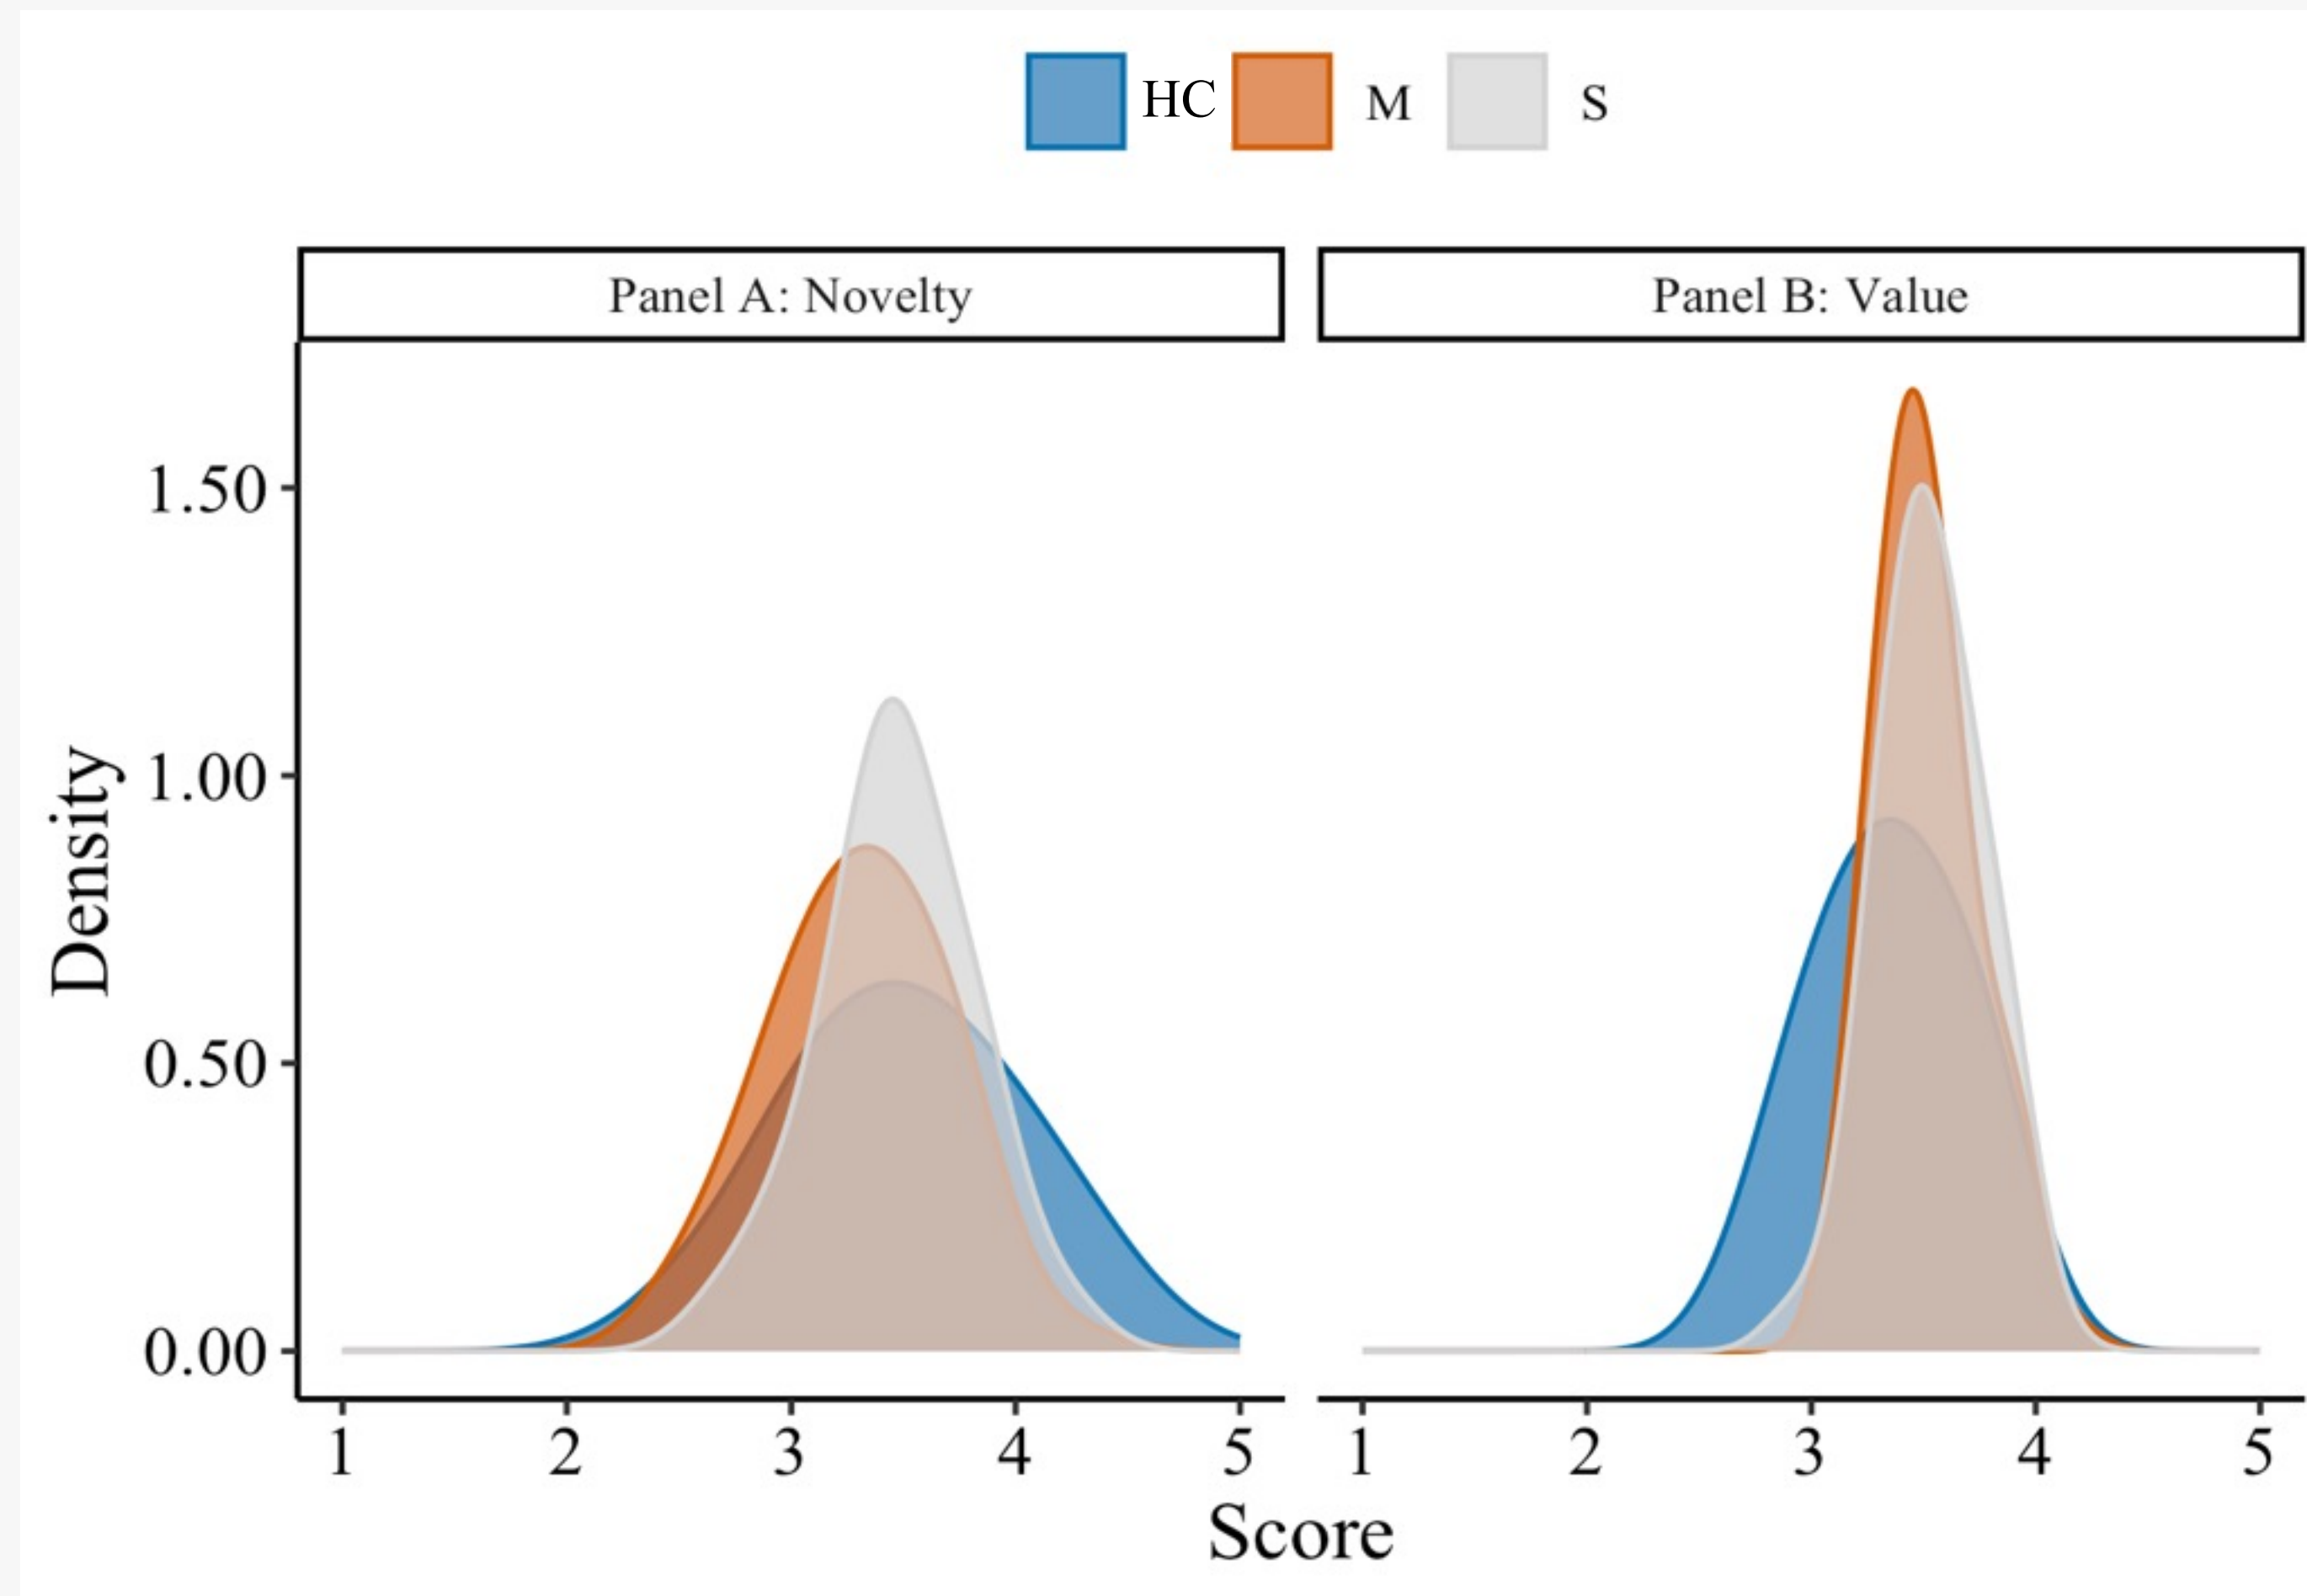 HC M S
Panel A: Novelty
Panel B: Value
Density
1.50
1.00
0.50
0.00
1 2 3 4 5
1 2 3 4 5
Score